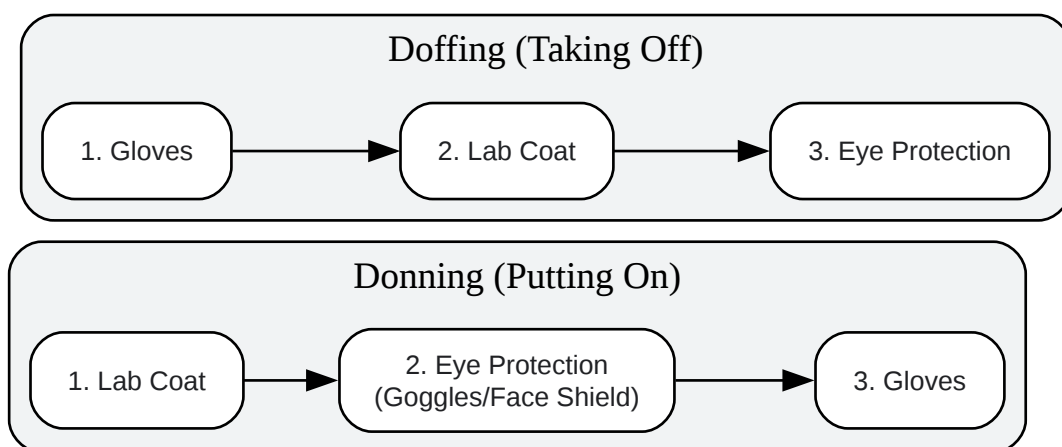 Doffing (Taking Off)
1. Gloves
2. Lab Coat
3. Eye Protection
Donning (Putting On)
1. Lab Coat
2. Eye Protection
(Goggles/Face Shield)
3. Gloves